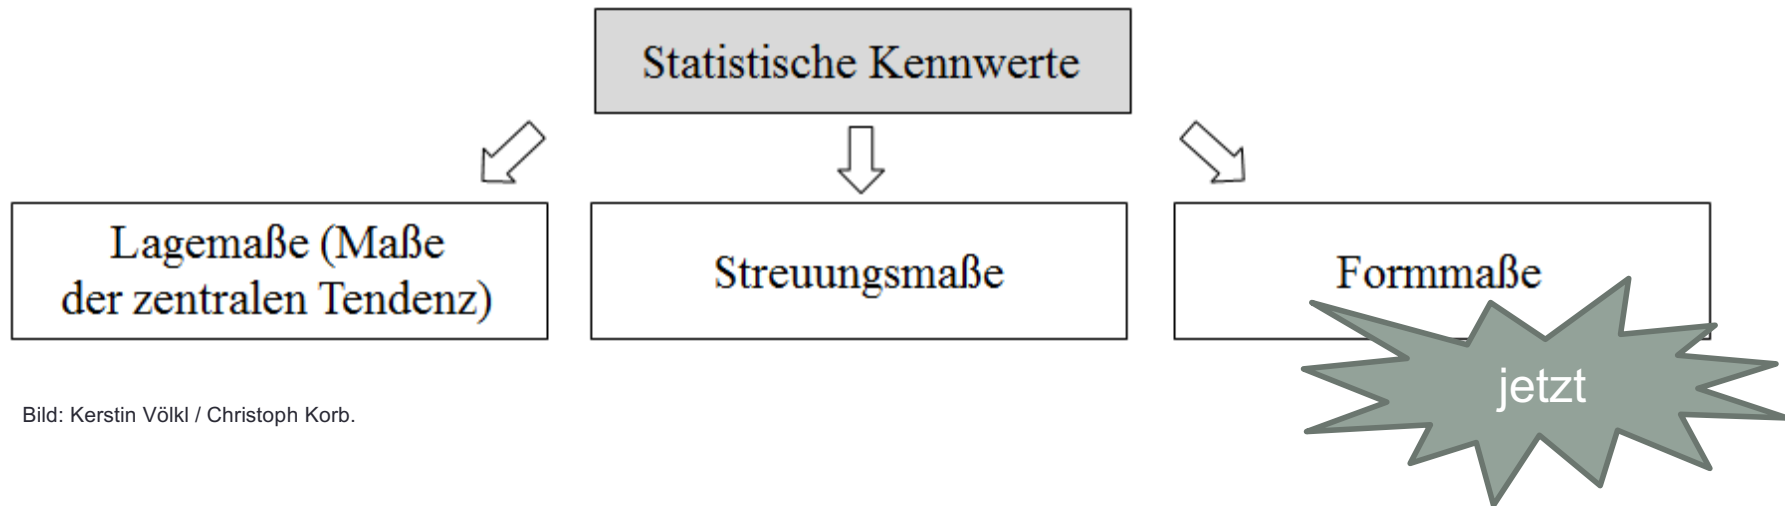 Statistische Kennwerte
Lagemaße (Maße
der zentralen Tendenz)
Streuungsmaße
Formmaße
jetzt
Bild: Kerstin Völkl / Christoph Korb.